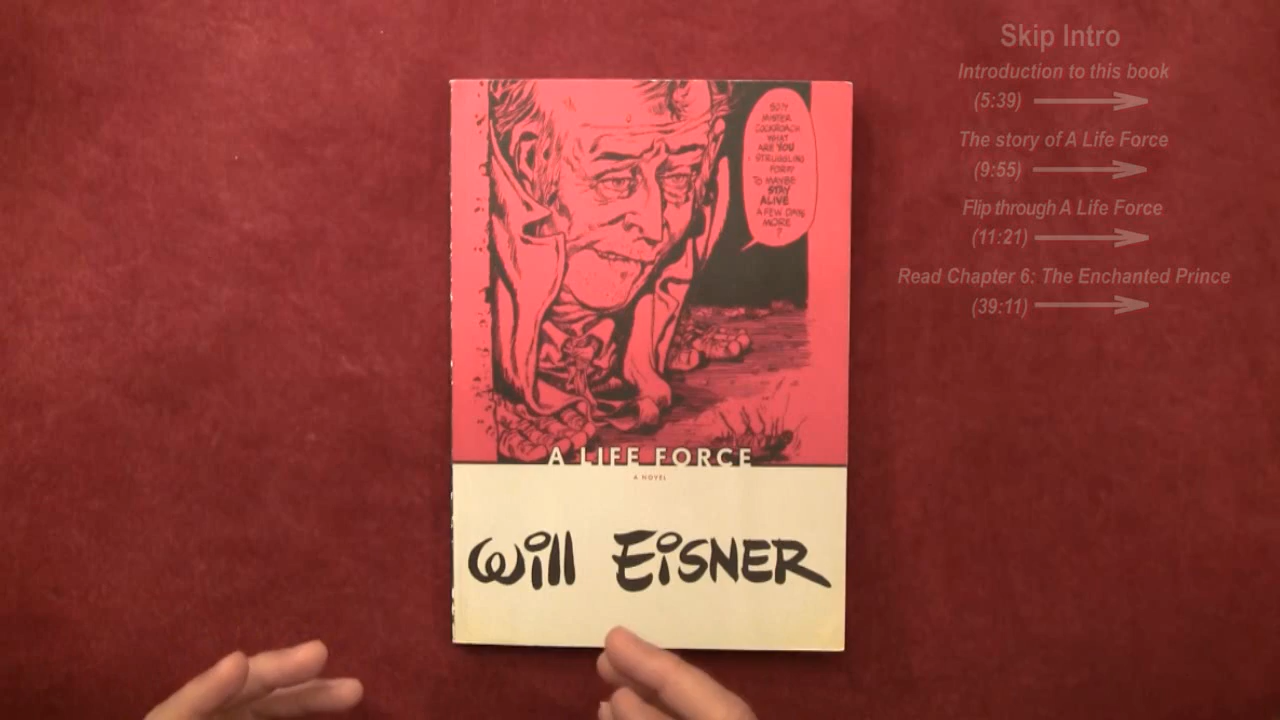 Skip Intro
Introduction to this book
(5:39)
The story of A Life Force
(9:55)
Flip through A Life Force
(11:21)
Read Chapter 6: The Enchanted Prince
(39:11)
SO?!
MISTER
COCKROACH
WHAT
ARE YOU
STRUGGLING
FOR??
TO MAYBE
STAY
ALIVE
A FEW DAYS
MORE
?
A LIFE FORCE
A NOVEL
Will EiSNER